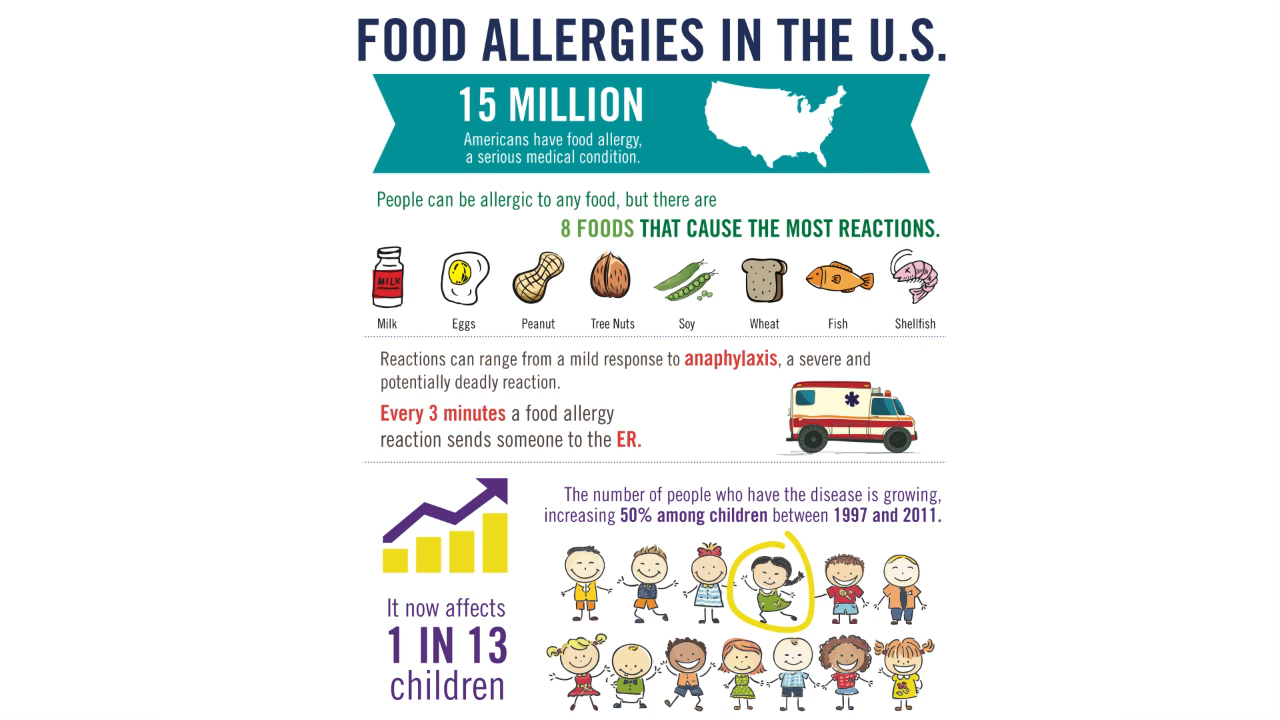 FOOD ALLERGIES IN THE U.S.
15 MILLION
Americans have food allergy,
a serious medical condition.
People can be allergic to any food, but there are
8 FOODS THAT CAUSE THE MOST REACTIONS.
MILK
Milk
Eggs
Peanut
Tree Nuts
Soy
Wheat
Fish
Shellfish
Reactions can range from a mild response to anaphylaxis, a severe and
potentially deadly reaction.
Every 3 minutes a food allergy
reaction sends someone to the ER.
The number of people who have the disease is growing,
increasing 50% among children between 1997 and 2011.
It now affects
1 IN 13
children